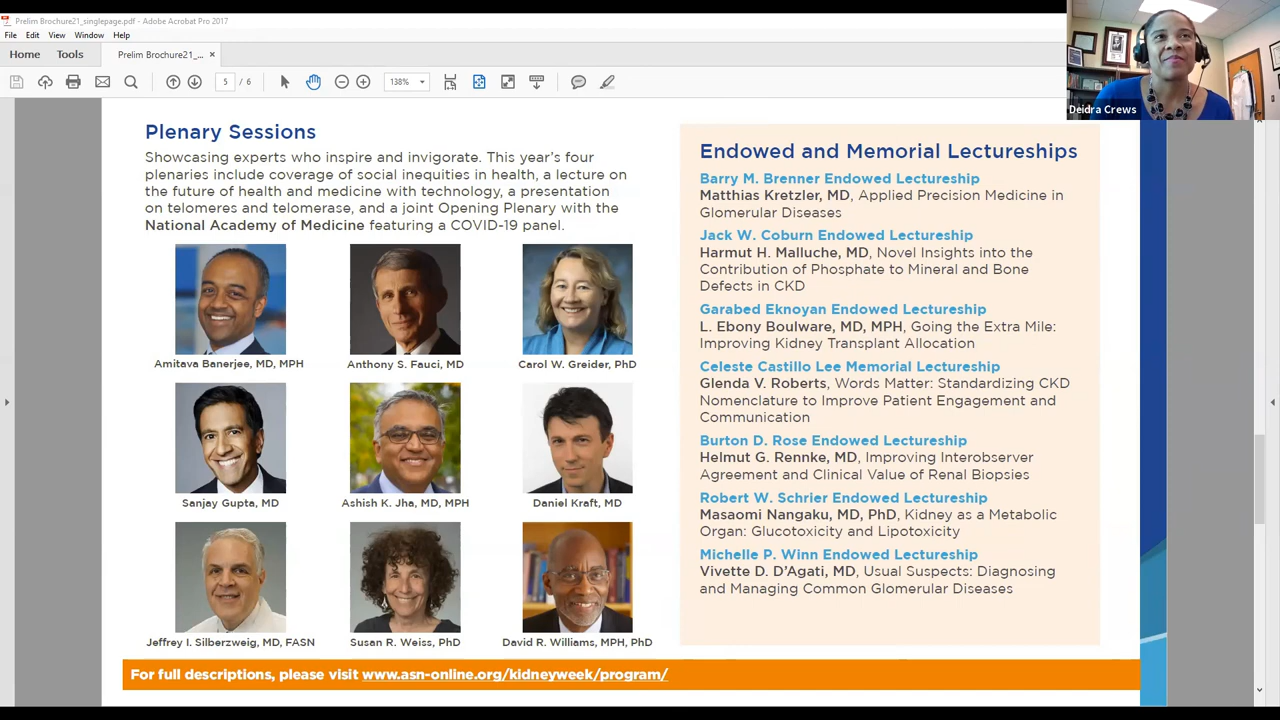 Prelim Brochure21_singlepage.pdf - Adobe Acrobat Pro 2017
File Edit View Window Help
Home Tools Prelim Brochure21_... ×
5 / 6 138%
Deidra Crews
Plenary Sessions
Showcasing experts who inspire and invigorate. This year's four
plenaries include coverage of social inequities in health, a lecture on
the future of health and medicine with technology, a presentation
on telomeres and telomerase, and a joint Opening Plenary with the
National Academy of Medicine featuring a COVID-19 panel.
Amitava Banerjee, MD, MPH
Anthony S. Fauci, MD
Carol W. Greider, PhD
Sanjay Gupta, MD
Ashish K. Jha, MD, MPH
Daniel Kraft, MD
Jeffrey I. Silberzweig, MD, FASN
Susan R. Weiss, PhD
David R. Williams, MPH, PhD
Endowed and Memorial Lectureships
Barry M. Brenner Endowed Lectureship
Matthias Kretzler, MD, Applied Precision Medicine in
Glomerular Diseases
Jack W. Coburn Endowed Lectureship
Harmut H. Malluche, MD, Novel Insights into the
Contribution of Phosphate to Mineral and Bone
Defects in CKD
Garabed Eknoyan Endowed Lectureship
L. Ebony Boulware, MD, MPH, Going the Extra Mile:
Improving Kidney Transplant Allocation
Celeste Castillo Lee Memorial Lectureship
Glenda V. Roberts, Words Matter: Standardizing CKD
Nomenclature to Improve Patient Engagement and
Communication
Burton D. Rose Endowed Lectureship
Helmut G. Rennke, MD, Improving Interobserver
Agreement and Clinical Value of Renal Biopsies
Robert W. Schrier Endowed Lectureship
Masaomi Nangaku, MD, PhD, Kidney as a Metabolic
Organ: Glucotoxicity and Lipotoxicity
Michelle P. Winn Endowed Lectureship
Vivette D. D'Agati, MD, Usual Suspects: Diagnosing
and Managing Common Glomerular Diseases
For full descriptions, please visit www.asn-online.org/kidneyweek/program/